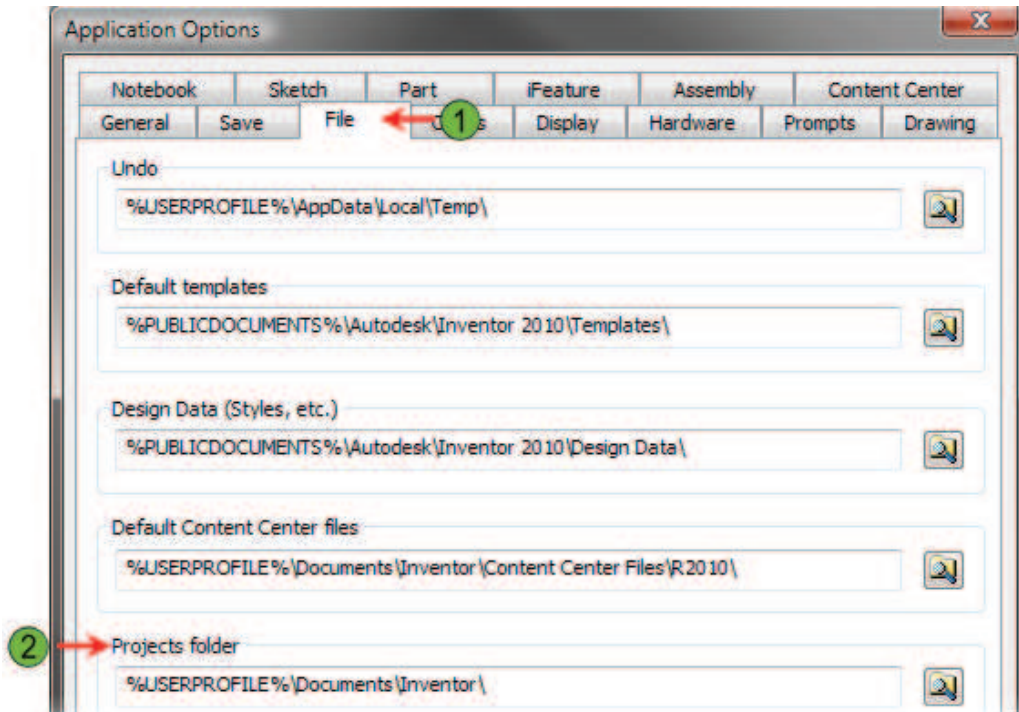 Application Options
Notebook Sketch Part iFeature Assembly Content Center
General Save File 1 Display Hardware Prompts Drawing
Undo
%USERPROFILE%\AppData\Local\Temp\
Default templates
%PUBLICDOCUMENTS%\Autodesk\Inventor 2010\Templates\
Design Data (Styles, etc.)
%PUBLICDOCUMENTS%\Autodesk\Inventor 2010\Design Data\
Default Content Center files
%USERPROFILE%\Documents\Inventor\Content Center Files\R2010\
2 Projects folder
%USERPROFILE%\Documents\Inventor\